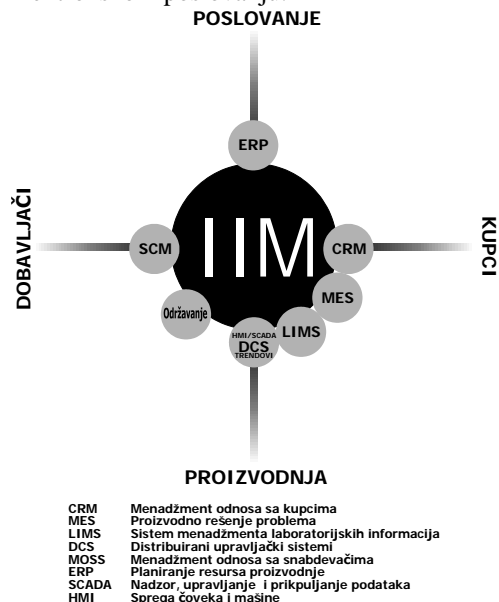 POSLOVANJE
ERP
DOBAVLJAČI
SCM
IIM
CRM
KUPCI
MES
Održavanje
HMI/SCADA
DCS
TRENDOVI
LIMS
PROIZVODNJA
CRM Menadžment odnosa sa kupcima
MES Proizvodno rešenje problema
LIMS Sistem menadžmenta laboratorijskih informacija
DCS Distribuirani upravljački sistemi
MOSS Menadžment odnosa sa snabdevačima
ERP Planiranje resursa proizvodnje
SCADA Nadzor, upravljanje i prikpuljanje podataka
HMI Sprega čoveka i mašine